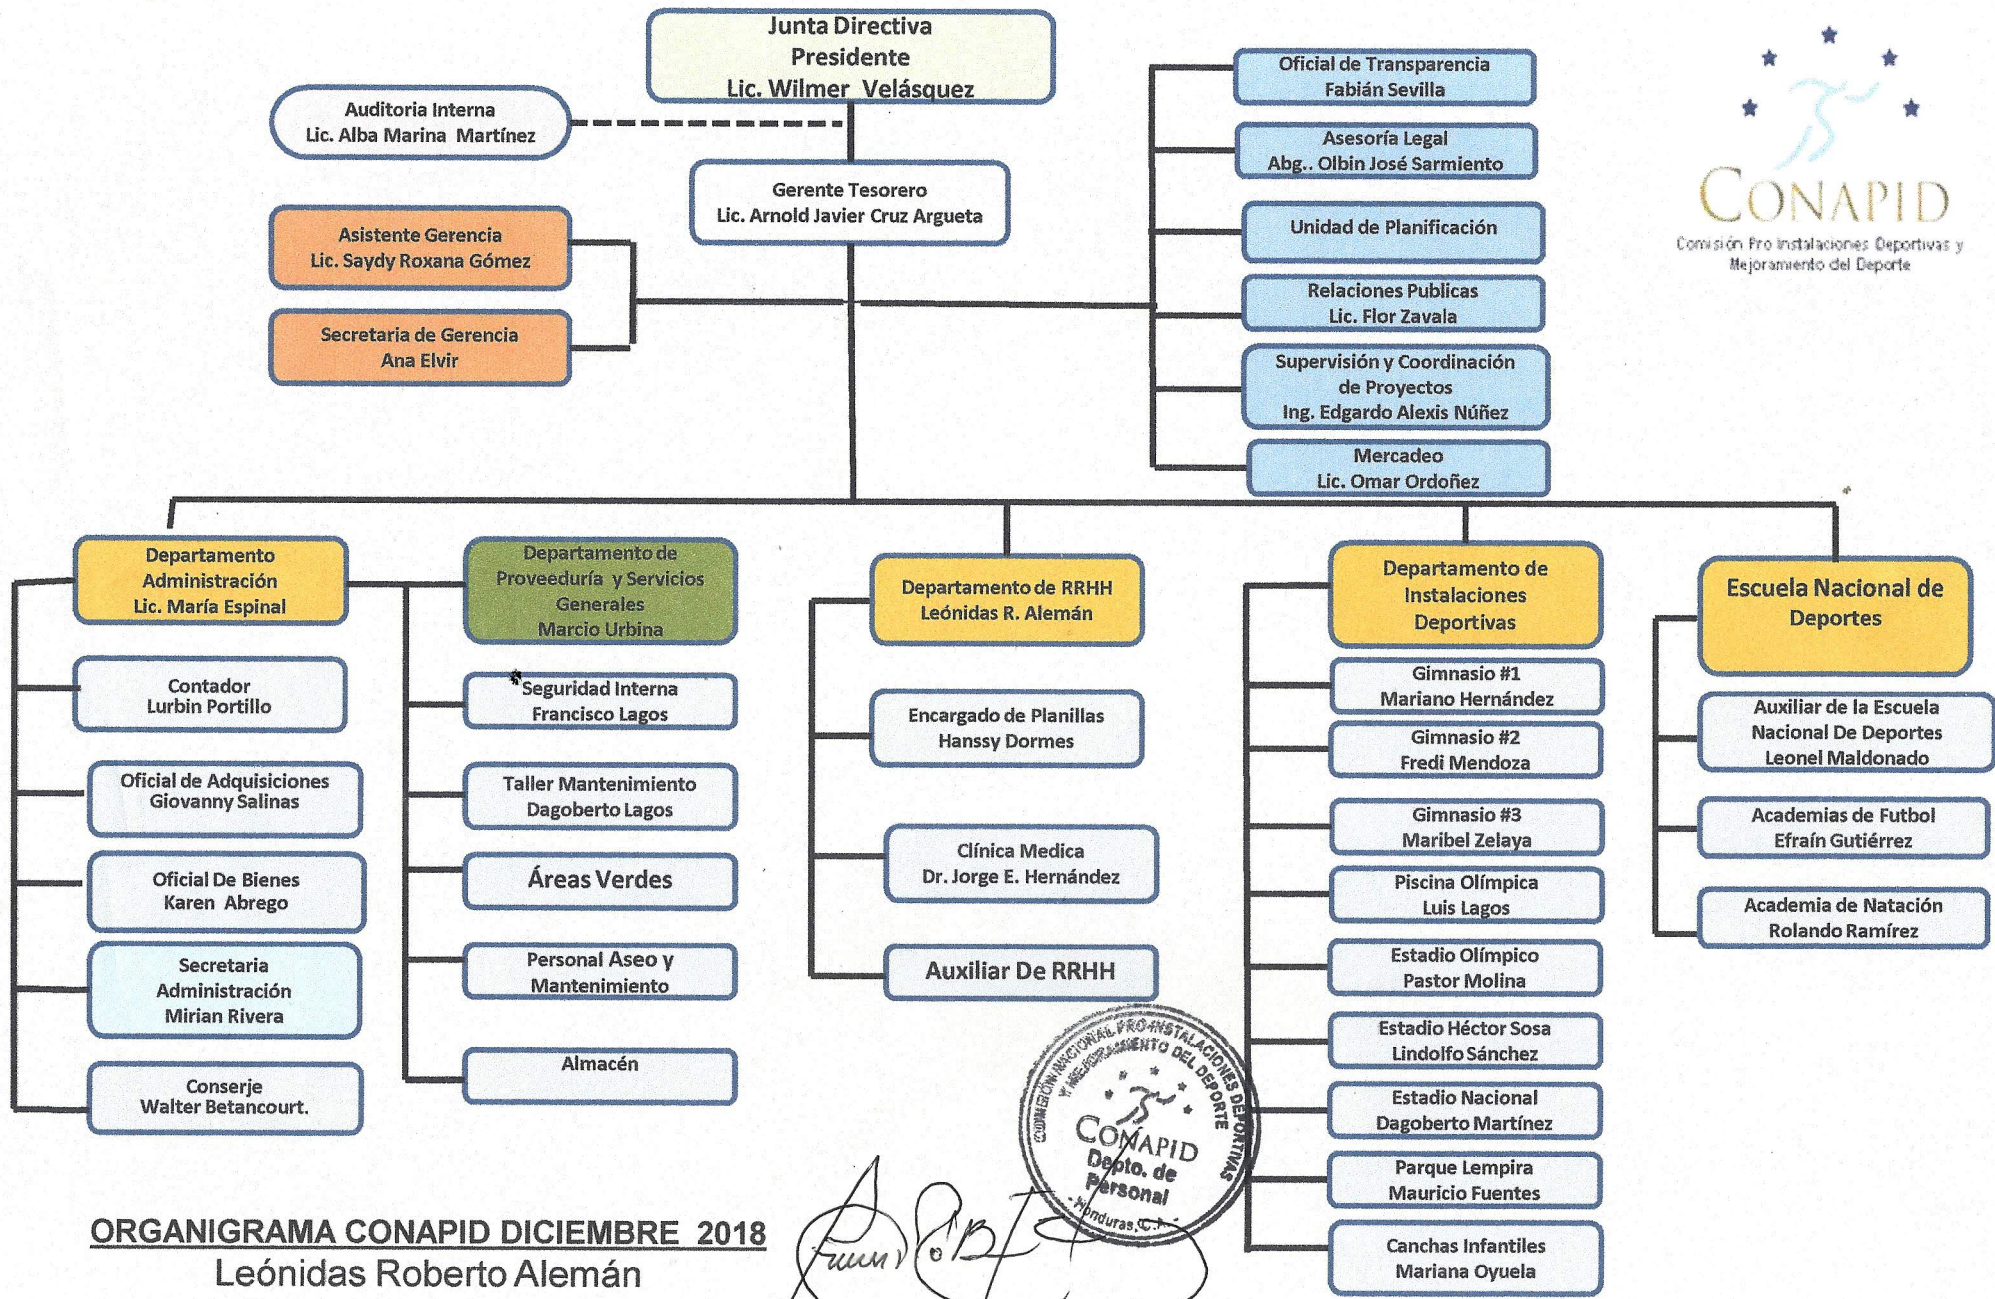 Junta Directiva
Presidente
Lic. Wilmer Velásquez
Auditoria Interna
Lic. Alba Marina Martínez
Gerente Tesorero
Lic. Arnold Javier Cruz Argueta
Asistente Gerencia
Lic. Saydy Roxana Gómez
Secretaria de Gerencia
Ana Elvir
Oficial de Transparencia
Fabián Sevilla
Asesoría Legal
Abg.. Olbin José Sarmiento
Unidad de Planificación
Relaciones Publicas
Lic. Flor Zavala
Supervisión y Coordinación
de Proyectos
Ing. Edgardo Alexis Núñez
Mercadeo
Lic. Omar Ordoñez
CONAPID
Comisión Pro Instalaciones Deportivas y
Mejoramiento del Deporte
Departamento
Administración
Lic. María Espinal
Contador
Lurbin Portillo
Oficial de Adquisiciones
Giovanny Salinas
Oficial De Bienes
Karen Abrego
Secretaria
Administración
Mirian Rivera
Conserje
Walter Betancourt.
Departamento de
Proveeduría y Servicios
Generales
Marcio Urbina
Seguridad Interna
Francisco Lagos
Taller Mantenimiento
Dagoberto Lagos
Áreas Verdes
Personal Aseo y
Mantenimiento
Almacén
Departamento de RRHH
Leónidas R. Alemán
Encargado de Planillas
Hanssy Dormes
Clínica Medica
Dr. Jorge E. Hernández
Auxiliar De RRHH
Departamento de
Instalaciones
Deportivas
Gimnasio #1
Mariano Hernández
Gimnasio #2
Fredi Mendoza
Gimnasio #3
Maribel Zelaya
Piscina Olímpica
Luis Lagos
Estadio Olímpico
Pastor Molina
Estadio Héctor Sosa
Lindolfo Sánchez
Estadio Nacional
Dagoberto Martínez
Parque Lempira
Mauricio Fuentes
Canchas Infantiles
Mariana Oyuela
Escuela Nacional de
Deportes
Auxiliar de la Escuela
Nacional De Deportes
Leonel Maldonado
Academias de Futbol
Efraín Gutiérrez
Academia de Natación
Rolando Ramírez
COMISIÓN NACIONAL PRO-INSTALACIONES DEPORTIVAS
Y MEJORAMIENTO DEL DEPORTE
CONAPID
Depto. de
Personal
Honduras, C.A.
ORGANIGRAMA CONAPID DICIEMBRE 2018
Leónidas Roberto Alemán